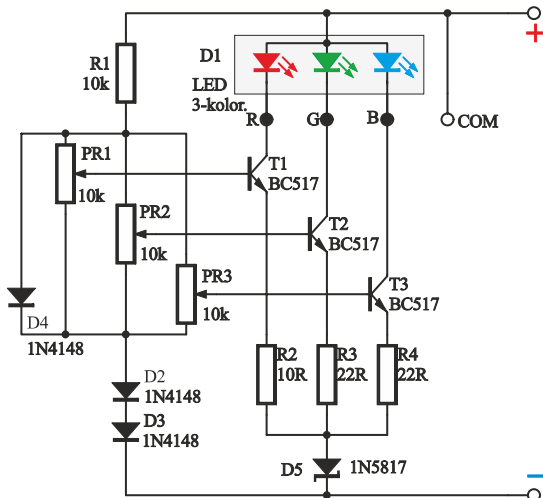 +
R1
10k
D1
LED
3-kolor.
R
G
B
COM
PR1
10k
T1
BC517
PR2
10k
T2
BC517
PR3
10k
T3
BC517
D4
1N4148
R2
10R
R3
22R
R4
22R
D2
1N4148
D3
1N4148
D5
1N5817
−